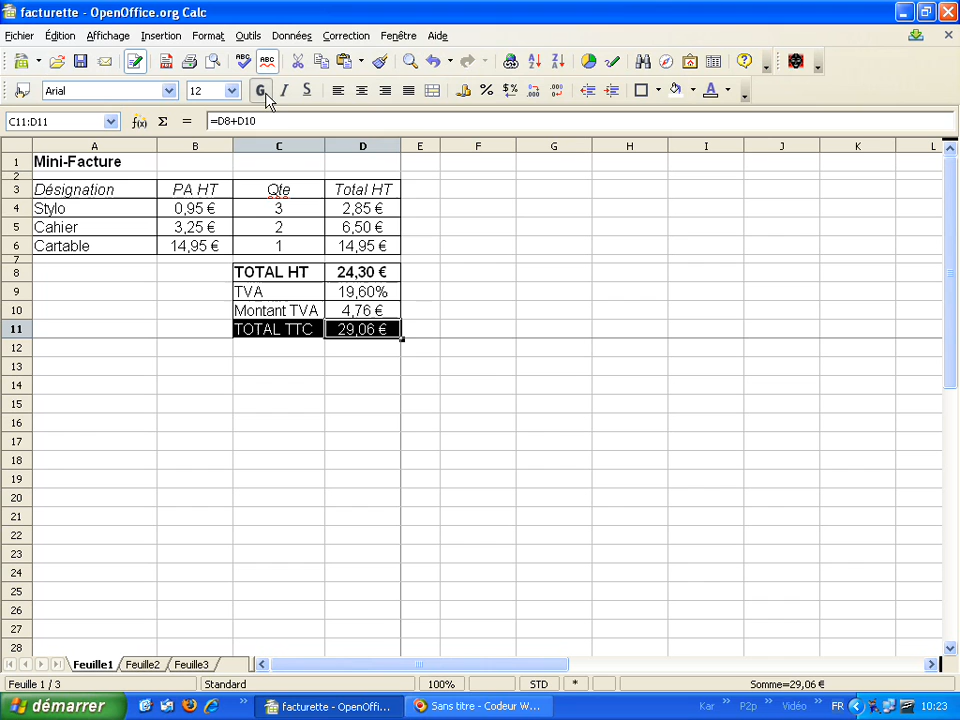 facturette - OpenOffice.org Calc
Fichier Édition Affichage Insertion Format Outils Données Correction Fenêtre Aide
Arial 12 G I S
C11:D11 =D8+D10
A B C D E F G H I J K L
1 Mini-Facture
2
3 Désignation PA HT Qte Total HT
4 Stylo 0,95 € 3 2,85 €
5 Cahier 3,25 € 2 6,50 €
6 Cartable 14,95 € 1 14,95 €
7
8 TOTAL HT 24,30 €
9 TVA 19,60%
10 Montant TVA 4,76 €
11 TOTAL TTC 29,06 €
12
13
14
15
16
17
18
19
20
21
22
23
24
25
26
27
28
Feuille1 Feuille2 Feuille3
Feuille 1 / 3 Standard 100% STD * Somme=29,06 €
démarrer facturette - OpenOffi... Sans titre - Codeur W... Kar P2p Vidéo FR 10:23